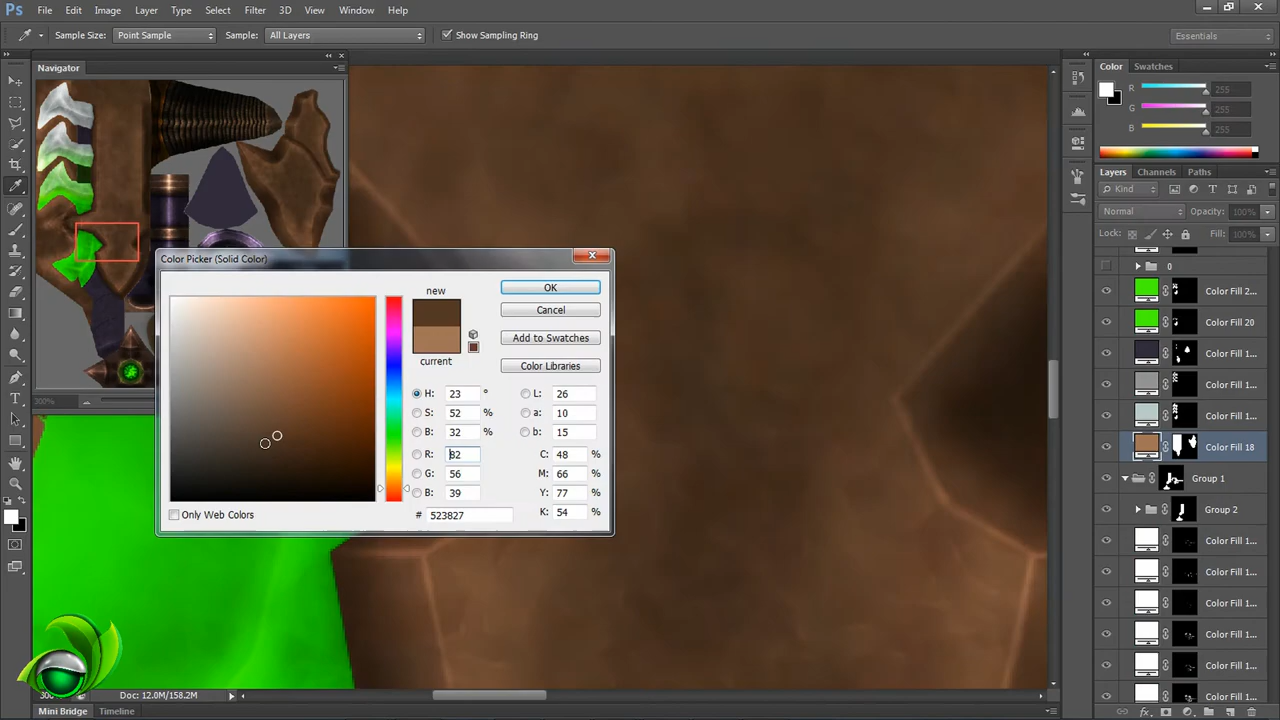 Ps File Edit Image Layer Type Select Filter 3D View Window Help
Sample Size: Point Sample Sample: All Layers Show Sampling Ring Essentials
Navigator
300%
Color Picker (Solid Color)
new
current
OK
Cancel
Add to Swatches
Color Libraries
H: 23 ° L: 26
S: 52 % a: 10
B: 32 % b: 15
R: 82 C: 48 %
G: 56 M: 66 %
B: 39 Y: 77 %
# 523827 K: 54 %
Only Web Colors
Color Swatches
R 255
G 255
B 255
Layers Channels Paths
Kind
Normal Opacity: 100%
Lock: Fill: 100%
0
Color Fill 2...
Color Fill 20
Color Fill 1...
Color Fill 1...
Color Fill 1...
Color Fill 18
Group 1
Group 2
Color Fill 1...
Color Fill 1...
Color Fill 1...
Color Fill 1...
Color Fill 1...
Color Fill 1...
Doc: 12.0M/158.2M
Mini Bridge Timeline